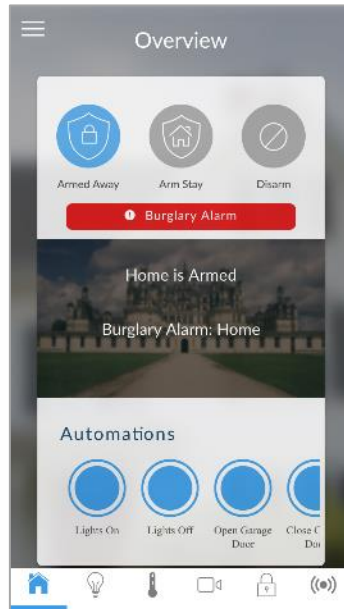 Overview
Armed Away Arm Stay Disarm
Burglary Alarm
Home is Armed
Burglary Alarm: Home
Automations
Lights On Lights Off Open Garage Close
Door